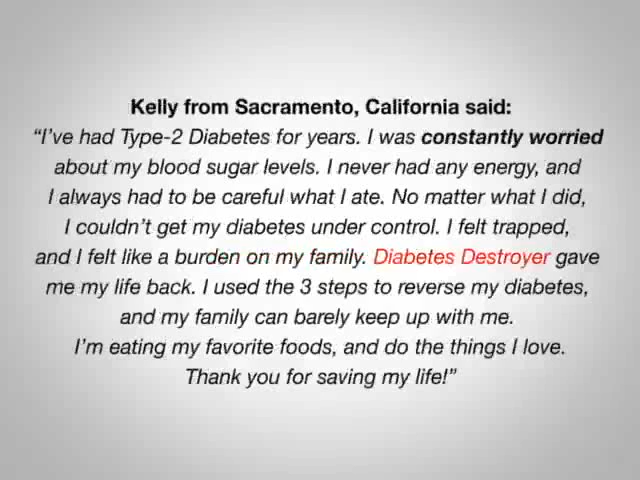 Kelly from Sacramento, California said:
“I’ve had Type-2 Diabetes for years. I was constantly worried
about my blood sugar levels. I never had any energy, and
I always had to be careful what I ate. No matter what I did,
I couldn’t get my diabetes under control. I felt trapped,
and I felt like a burden on my family. Diabetes Destroyer gave
me my life back. I used the 3 steps to reverse my diabetes,
and my family can barely keep up with me.
I’m eating my favorite foods, and do the things I love.
Thank you for saving my life!”